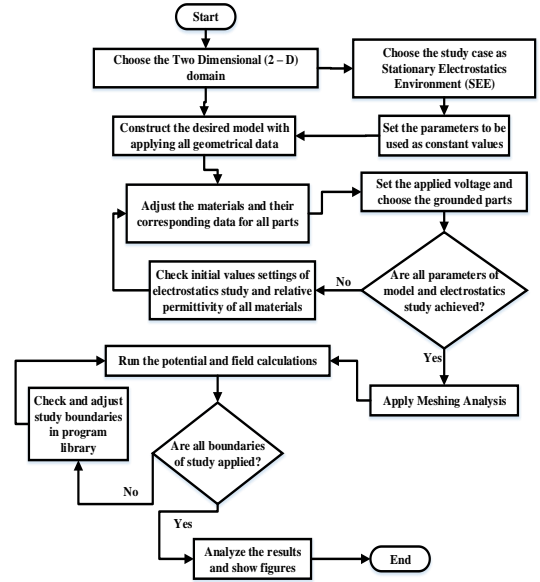 Start
Choose the Two Dimensional (2 – D)
domain
Choose the study case as
Stationary Electrostatics
Environment (SEE)
Construct the desired model with
applying all geometrical data
Set the parameters to be
used as constant values
Adjust the materials and their
corresponding data for all parts
Set the applied voltage and
choose the grounded parts
Check initial values settings of
electrostatics study and relative
permittivity of all materials
No
Are all parameters of
model and electrostatics
study achieved?
Yes
Run the potential and field calculations
Apply Meshing Analysis
Check and adjust
study boundaries
in program
library
Are all boundaries
of study applied?
No
Yes
Analyze the results
and show figures
End